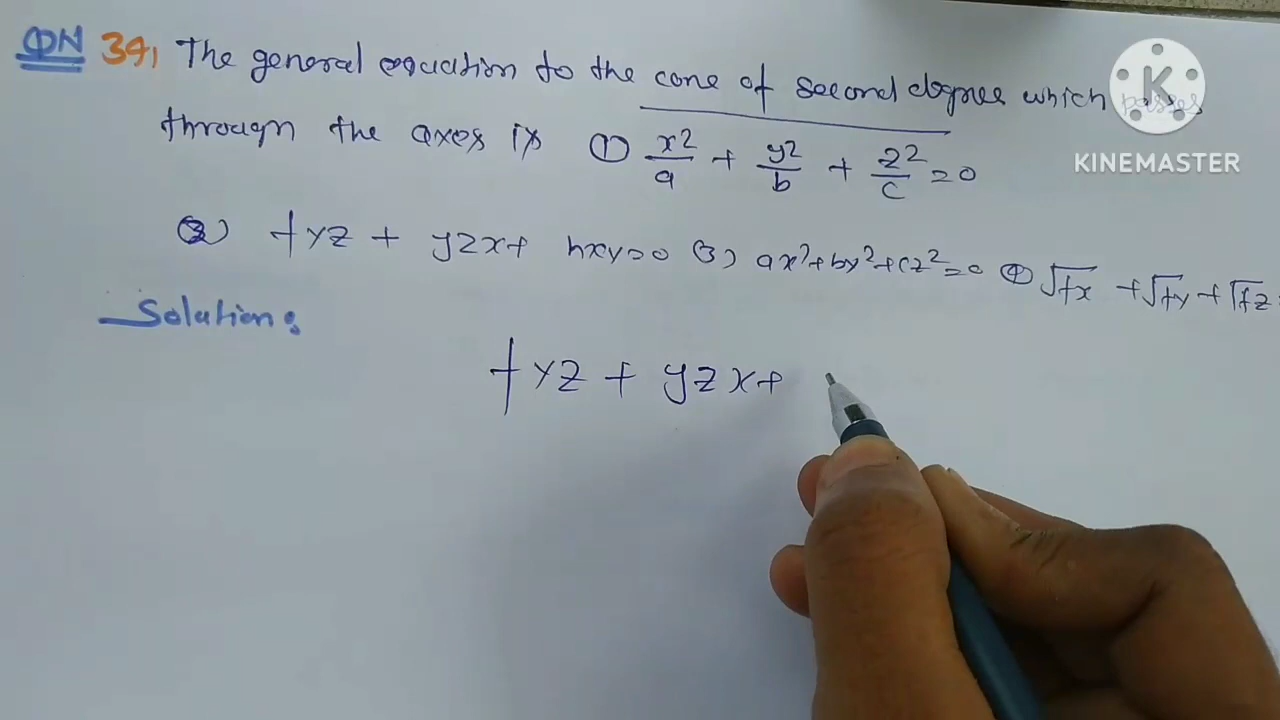 QN 34, The general equation to the cone of second degree which passes
through the axes is ① x²/a + y²/b + z²/c = 0
② fyz + gzx + hxy=0 (3) ax²+by²+cz²=0 ④ √fx + √fy + √fz
Solution:
fyz + gzx+
K
KINEMASTER